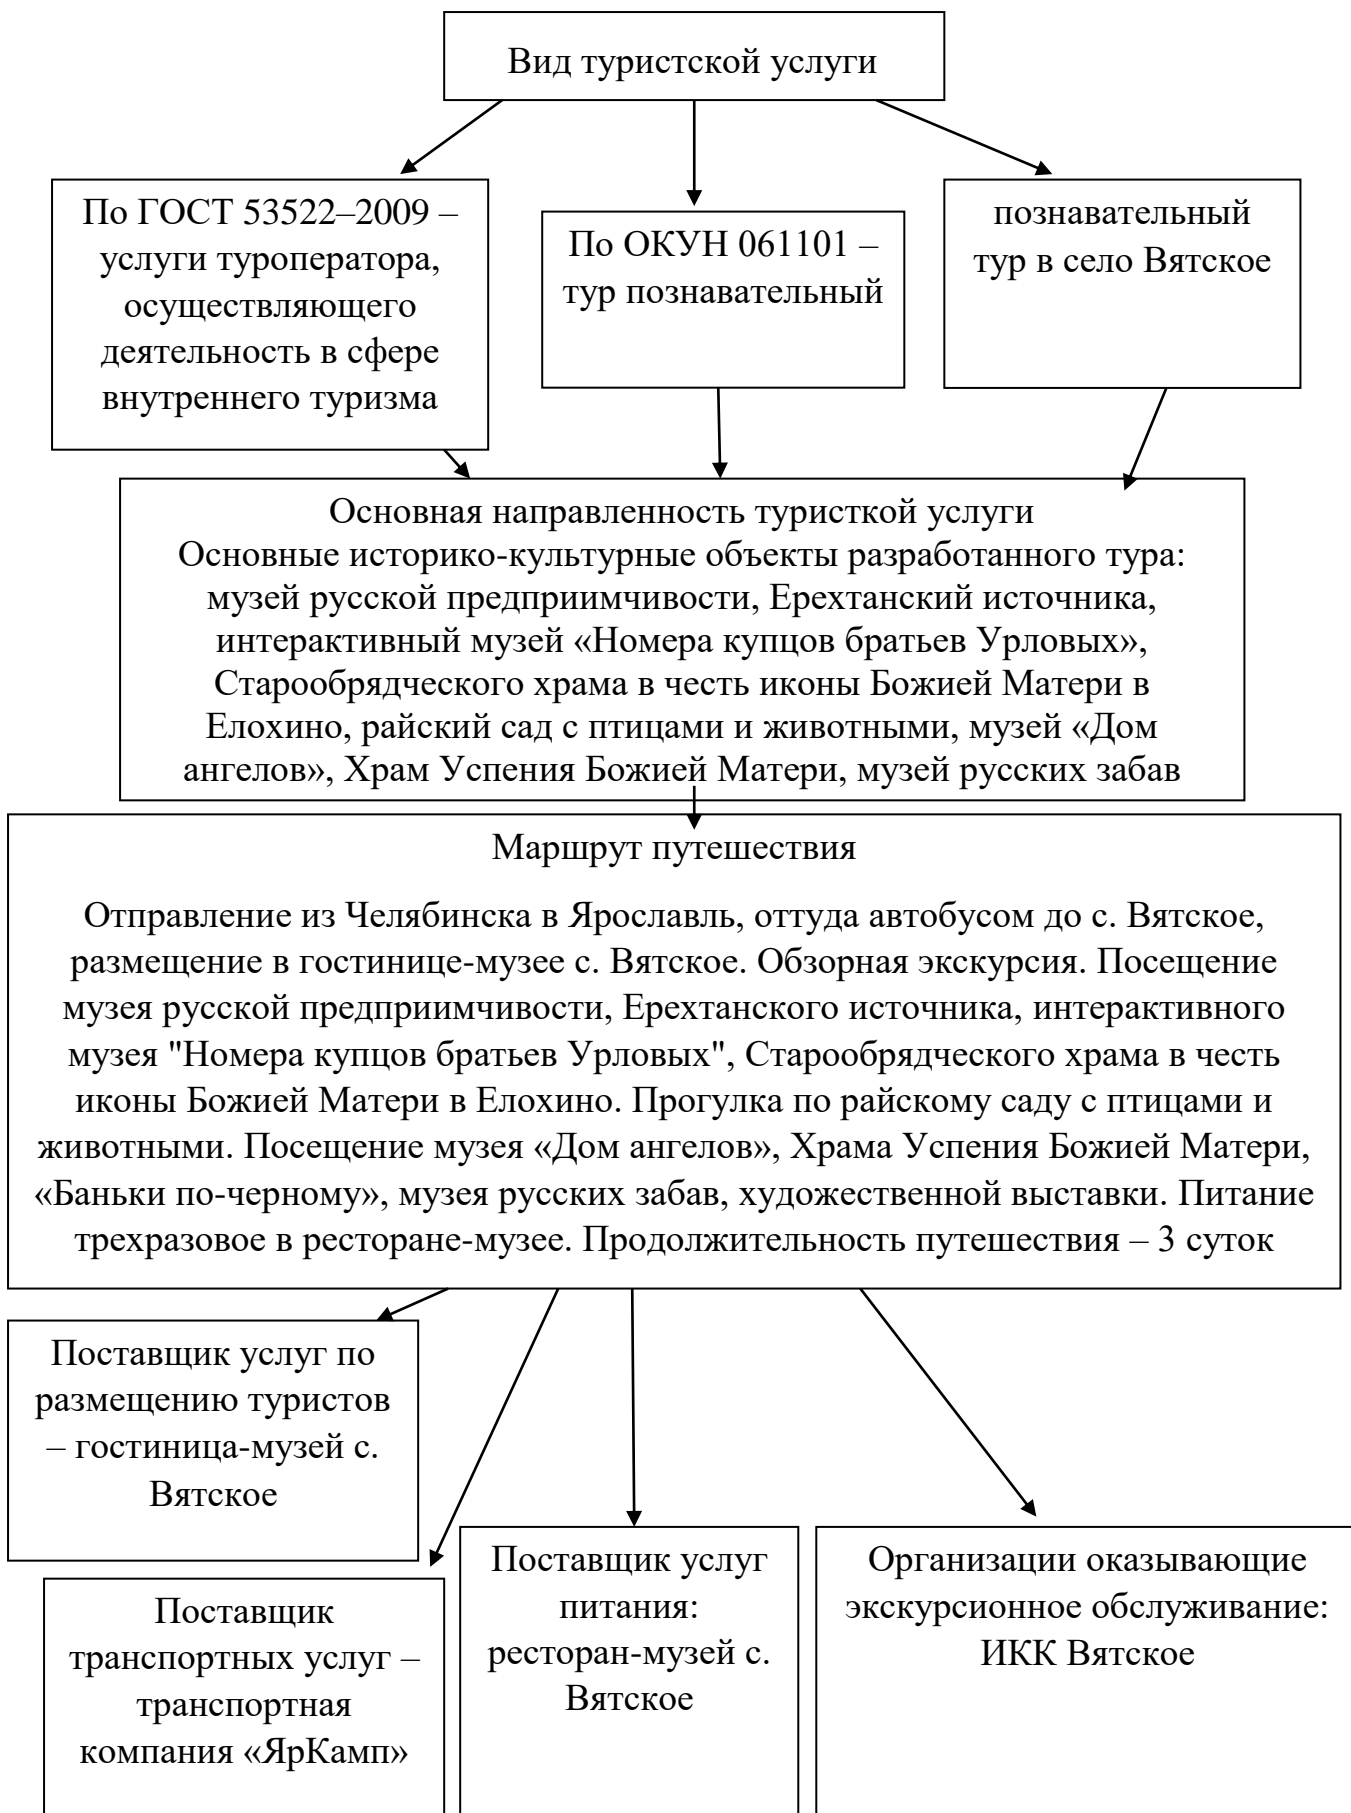 Вид туристской услуги
По ГОСТ 53522–2009 –
услуги туроператора,
осуществляющего
деятельность в сфере
внутреннего туризма
По ОКУН 061101 –
тур познавательный
познавательный
тур в село Вятское
Основная направленность туристкой услуги
Основные историко-культурные объекты разработанного тура:
музей русской предприимчивости, Ерехтанский источника,
интерактивный музей «Номера купцов братьев Урловых»,
Старообрядческого храма в честь иконы Божией Матери в
Елохино, райский сад с птицами и животными, музей «Дом
ангелов», Храм Успения Божией Матери, музей русских забав
Маршрут путешествия
Отправление из Челябинска в Ярославль, оттуда автобусом до с. Вятское,
размещение в гостинице-музее с. Вятское. Обзорная экскурсия. Посещение
музея русской предприимчивости, Ерехтанского источника, интерактивного
музея "Номера купцов братьев Урловых", Старообрядческого храма в честь
иконы Божией Матери в Елохино. Прогулка по райскому саду с птицами и
животными. Посещение музея «Дом ангелов», Храма Успения Божией Матери,
«Баньки по-черному», музея русских забав, художественной выставки. Питание
трехразовое в ресторане-музее. Продолжительность путешествия – 3 суток
Поставщик услуг по
размещению туристов
– гостиница-музей с.
Вятское
Поставщик
транспортных услуг –
транспортная
компания «ЯрКамп»
Поставщик услуг
питания:
ресторан-музей с.
Вятское
Организации оказывающие
экскурсионное обслуживание:
ИКК Вятское